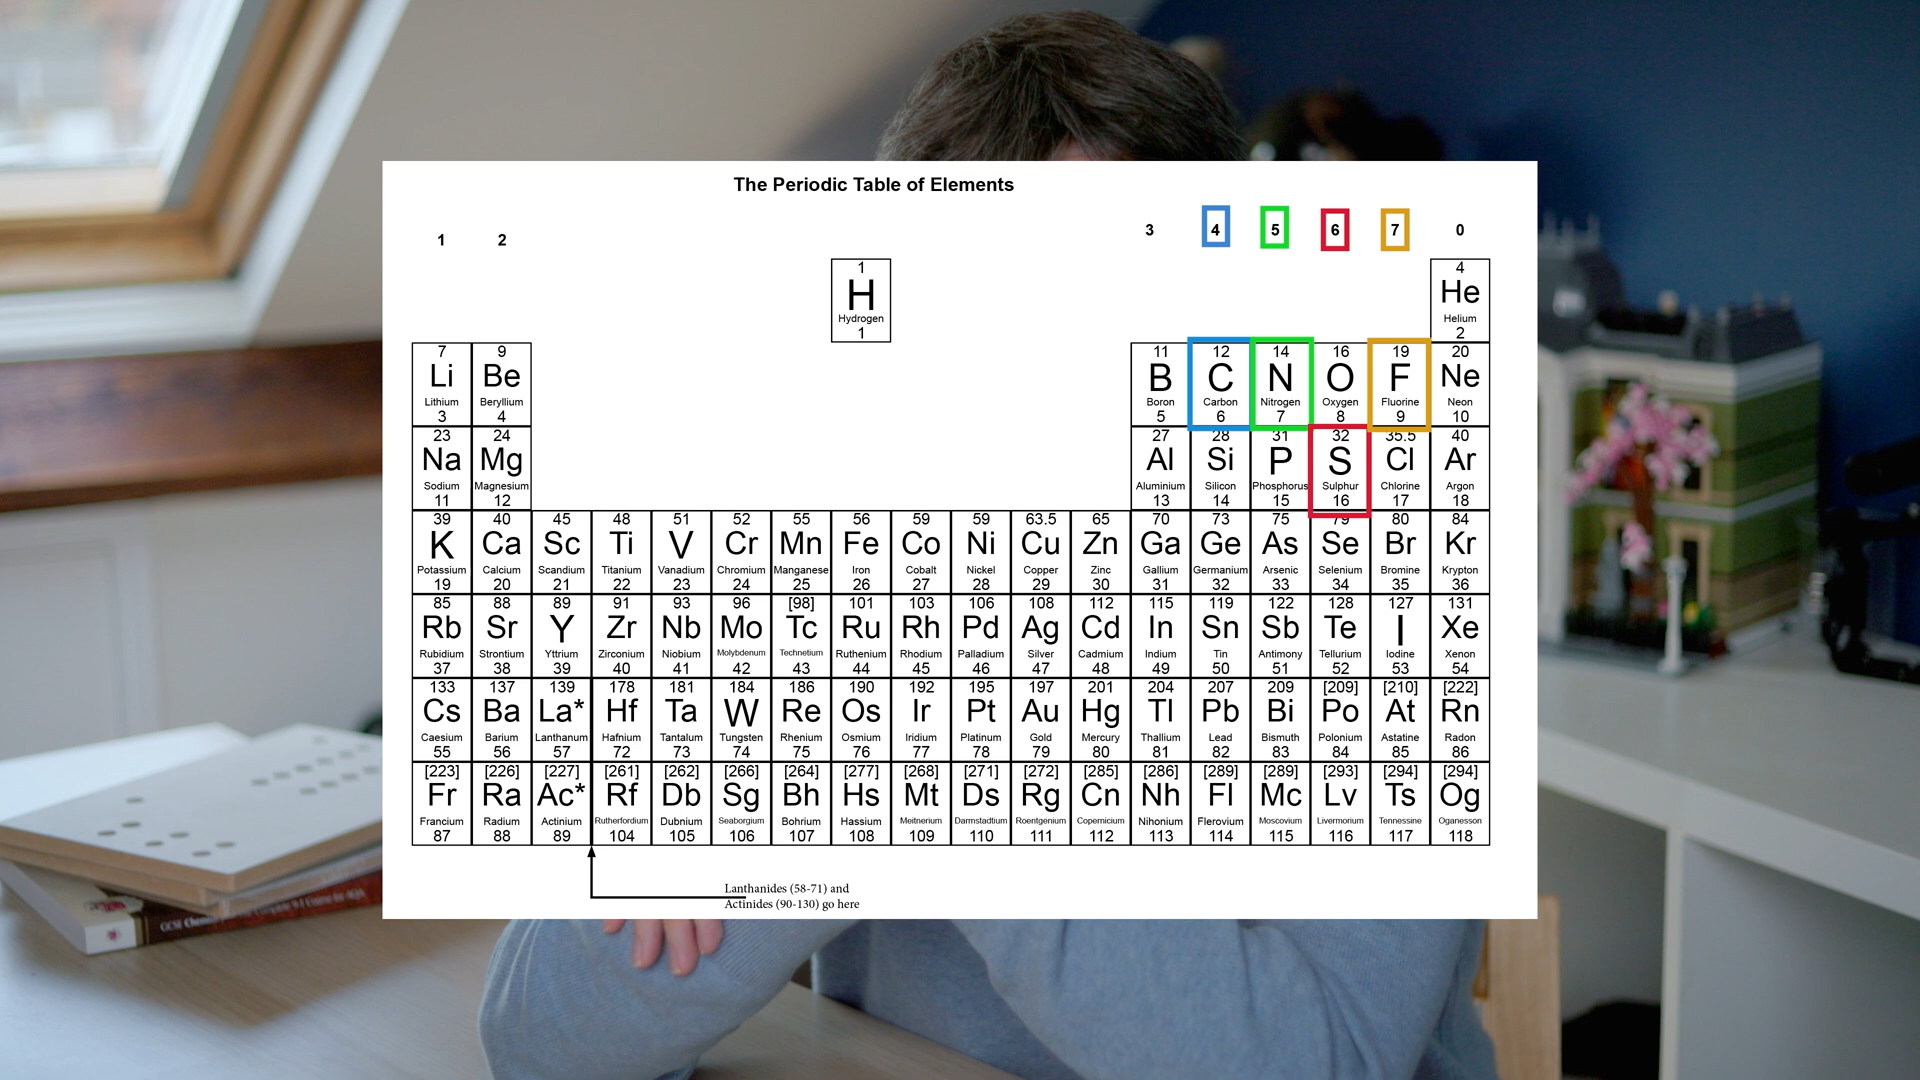 The Periodic Table of Elements
1 2 3 4 5 6 7 0
1 4
H He
Hydrogen Helium
1 2
7 9 11 12 14 16 19 20
Li Be B C N O F Ne
Lithium Beryllium Boron Carbon Nitrogen Oxygen Fluorine Neon
3 4 5 6 7 8 9 10
23 24 27 28 31 32 35.5 40
Na Mg Al Si P S Cl Ar
Sodium Magnesium Aluminium Silicon Phosphorus Sulphur Chlorine Argon
11 12 13 14 15 16 17 18
39 40 45 48 51 52 55 56 59 59 63.5 65 70 73 75 79 80 84
K Ca Sc Ti V Cr Mn Fe Co Ni Cu Zn Ga Ge As Se Br Kr
Potassium Calcium Scandium Titanium Vanadium Chromium Manganese Iron Cobalt Nickel Copper Zinc Gallium Germanium Arsenic Selenium Bromine Krypton
19 20 21 22 23 24 25 26 27 28 29 30 31 32 33 34 35 36
85 88 89 91 93 96 [98] 101 103 106 108 112 115 119 122 128 127 131
Rb Sr Y Zr Nb Mo Tc Ru Rh Pd Ag Cd In Sn Sb Te I Xe
Rubidium Strontium Yttrium Zirconium Niobium Molybdenum Technetium Ruthenium Rhodium Palladium Silver Cadmium Indium Tin Antimony Tellurium Iodine Xenon
37 38 39 40 41 42 43 44 45 46 47 48 49 50 51 52 53 54
133 137 139 178 181 184 186 190 192 195 197 201 204 207 209 [209] [210] [222]
Cs Ba La* Hf Ta W Re Os Ir Pt Au Hg Tl Pb Bi Po At Rn
Caesium Barium Lanthanum Hafnium Tantalum Tungsten Rhenium Osmium Iridium Platinum Gold Mercury Thallium Lead Bismuth Polonium Astatine Radon
55 56 57 72 73 74 75 76 77 78 79 80 81 82 83 84 85 86
[223] [226] [227] [261] [262] [266] [264] [277] [268] [271] [272] [285] [286] [289] [289] [293] [294] [294]
Fr Ra Ac* Rf Db Sg Bh Hs Mt Ds Rg Cn Nh Fl Mc Lv Ts Og
Francium Radium Actinium Rutherfordium Dubnium Seaborgium Bohrium Hassium Meitnerium Darmstadtium Roentgenium Copernicium Nihonium Flerovium Moscovium Livermorium Tennessine Oganesson
87 88 89 104 105 106 107 108 109 110 111 112 113 114 115 116 117 118
Lanthanides (58-71) and
Actinides (90-130) go here
GCSE